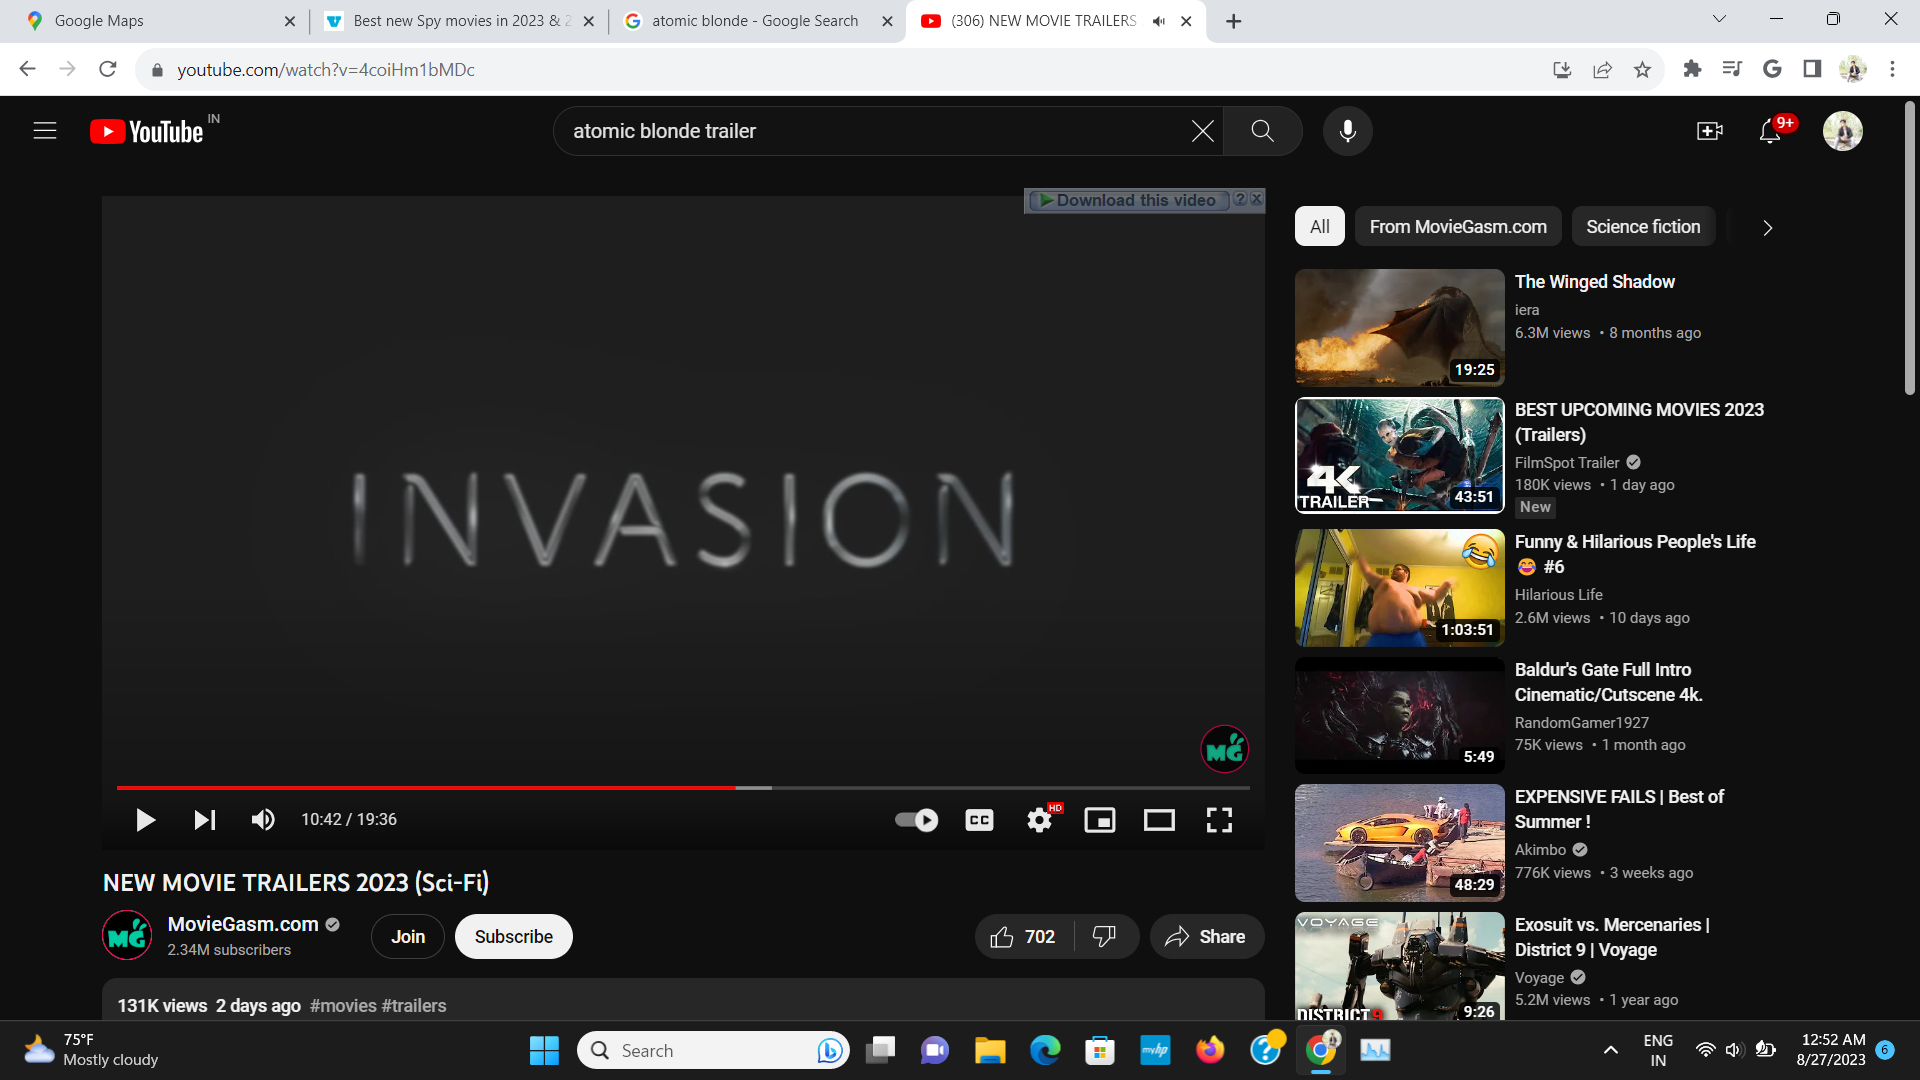 Google Maps
Best new Spy movies in 2023 & 2
atomic blonde - Google Search
(306) NEW MOVIE TRAILERS
youtube.com/watch?v=4coiHm1bMDc
YouTube IN
atomic blonde trailer
9+
Download this video ? x
All
From MovieGasm.com
Science fiction
INVASION
MG
10:42 / 19:36
CC
HD
NEW MOVIE TRAILERS 2023 (Sci-Fi)
MG
MovieGasm.com
2.34M subscribers
Join
Subscribe
702
Share
131K views 2 days ago #movies #trailers
19:25
The Winged Shadow
iera
6.3M views • 8 months ago
4K
TRAILER
43:51
BEST UPCOMING MOVIES 2023
(Trailers)
FilmSpot Trailer
180K views • 1 day ago
New
1:03:51
Funny & Hilarious People's Life
😂 #6
Hilarious Life
2.6M views • 10 days ago
5:49
Baldur's Gate Full Intro
Cinematic/Cutscene 4k.
RandomGamer1927
75K views • 1 month ago
48:29
EXPENSIVE FAILS | Best of
Summer !
Akimbo
776K views • 3 weeks ago
VOYAGE
DISTRICT 9
9:26
Exosuit vs. Mercenaries |
District 9 | Voyage
Voyage
5.2M views • 1 year ago
75°F
Mostly cloudy
Search
myhp
ENG
IN
12:52 AM
8/27/2023
6